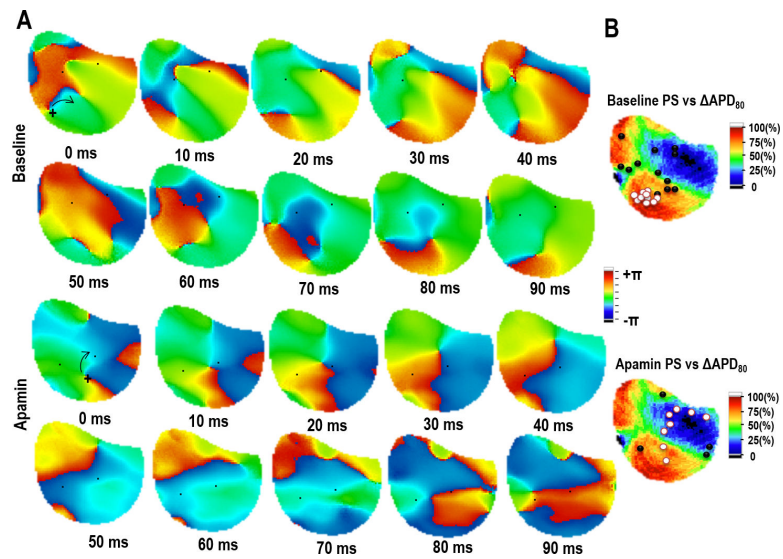 A
B
Baseline
+
0 ms
10 ms
20 ms
30 ms
40 ms
50 ms
60 ms
70 ms
80 ms
90 ms
Apamin
+
0 ms
10 ms
20 ms
30 ms
40 ms
50 ms
60 ms
70 ms
80 ms
90 ms
+π
-π
Baseline PS vs ΔAPD80
100(%)
75(%)
50(%)
25(%)
0
Apamin PS vs ΔAPD80
100(%)
75(%)
50(%)
25(%)
0